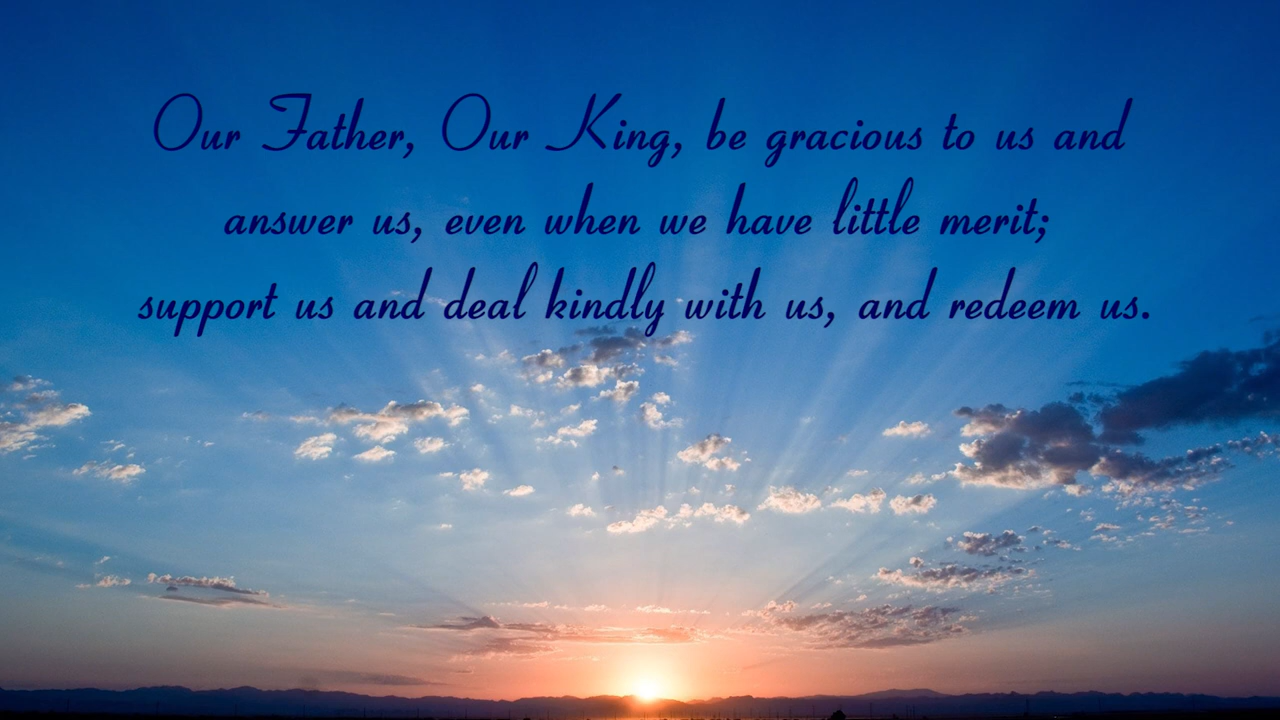 Our Father, Our King, be gracious to us and
answer us, even when we have little merit;
support us and deal kindly with us, and redeem us.